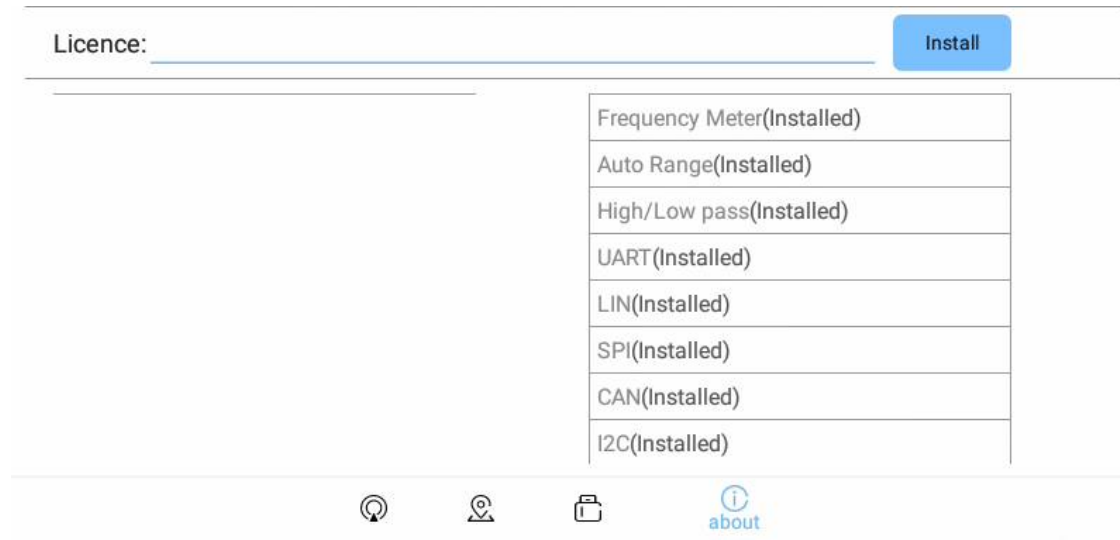 Licence:
Install
Frequency Meter(Installed)
Auto Range(Installed)
High/Low pass(Installed)
UART(Installed)
LIN(Installed)
SPI(Installed)
CAN(Installed)
I2C(Installed)
about